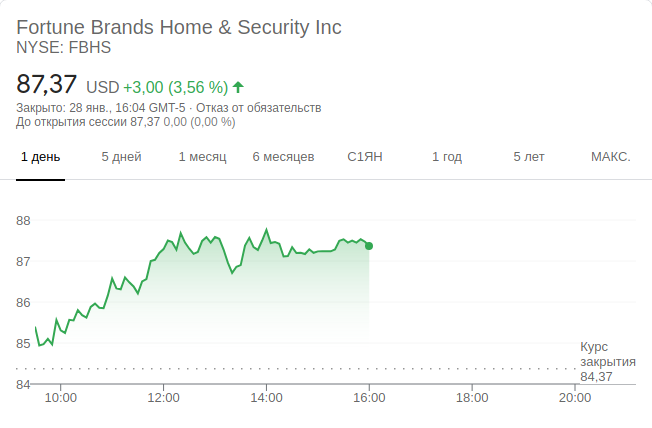 Fortune Brands Home & Security Inc
NYSE: FBHS
87,37 USD +3,00 (3,56 %)
Закрыто: 28 янв., 16:04 GMT-5 · Отказ от обязательств
До открытия сессии 87,37 0,00 (0,00 %)
1 день 5 дней 1 месяц 6 месяцев С1ЯН 1 год 5 лет МАКС.
88
87
86
85
Курс
закрытия
84,37
84
10:00 12:00 14:00 16:00 18:00 20:00